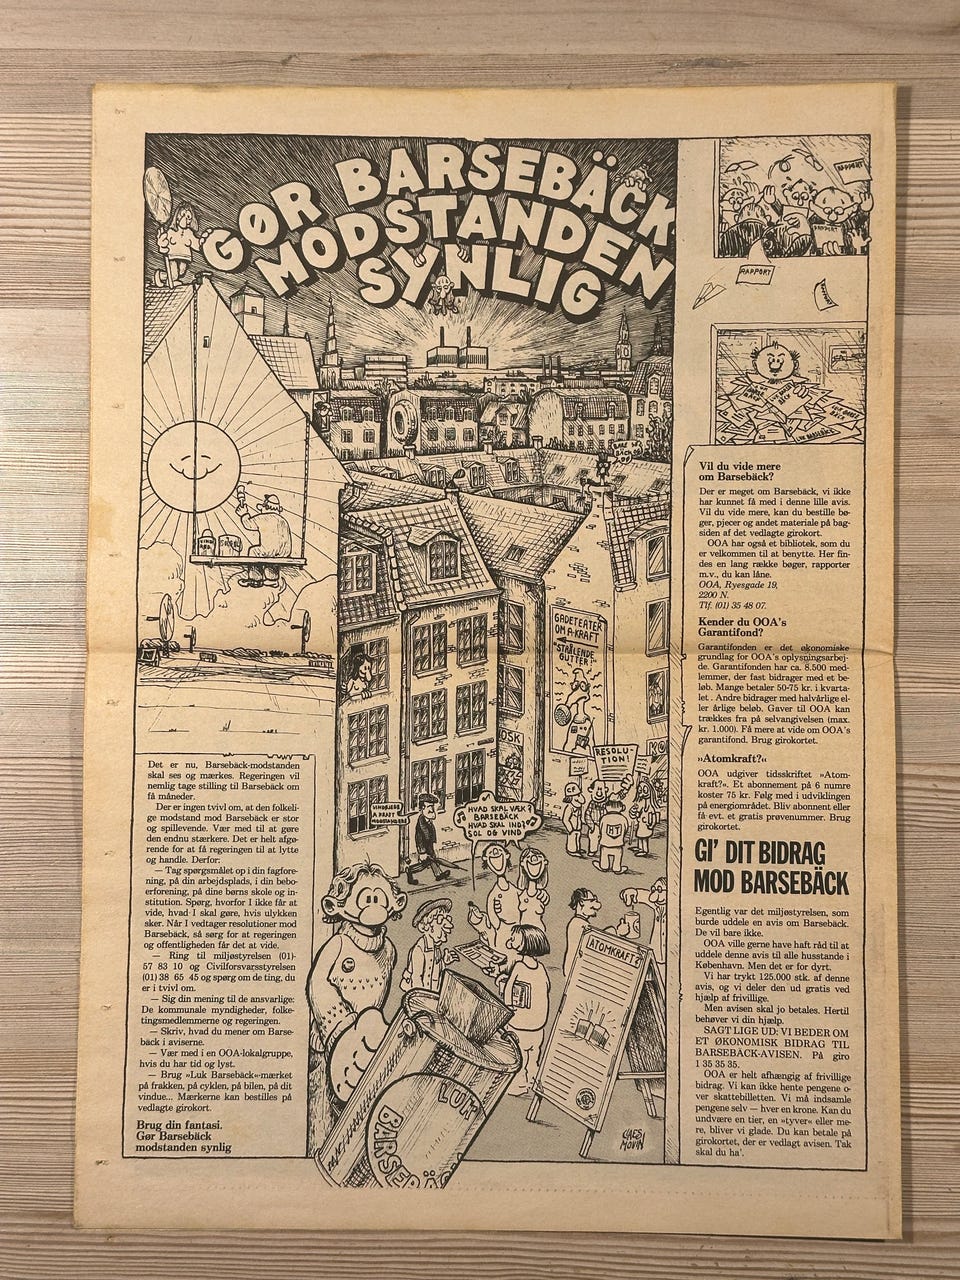 GØR BARSEBÄCK
MODSTANDEN
SYNLIG
RAPPORT
RAPPORT
RAPPORT
GADETEATER
OM A-KRAFT
"STRÅLENDE
GUTTER"
RESOLU-
TION!
HVAD SKAL VÆK?
BARSEBÄCK
HVAD SKAL IND?
SOL OG VIND
ATOMKRAFT?
LUK
BARSEBÄ
CLAES
MOVIN
Det er nu, Barsebäck-modstanden
skal ses og mærkes. Regeringen vil
nemlig tage stilling til Barsebäck om
få måneder.
Der er ingen tvivl om, at den folkeli-
ge modstand mod Barsebäck er stor
og spillevende. Vær med til at gøre
den endnu stærkere. Det er helt afgø-
rende for at få regeringen til at lytte
og handle. Derfor:
— Tag spørgsmålet op i din fagfore-
ning, på din arbejdsplads, i din bebo-
erforening, på dine børns skole og in-
stitution. Spørg, hvorfor I ikke får at
vide, hvad I skal gøre, hvis ulykken
sker. Når I vedtager resolutioner mod
Barsebäck, så sørg for at regeringen
og offentligheden får det at vide.
— Ring til miljøstyrelsen (01)-
57 83 10 og Civilforsvarsstyrelsen
(01) 38 65 45 og spørg om de ting, du
er i tvivl om.
— Sig din mening til de ansvarlige:
De kommunale myndigheder, folke-
tingsmedlemmerne og regeringen.
— Skriv, hvad du mener om Barse-
bäck i aviserne.
— Vær med i en OOA-lokalgruppe,
hvis du har tid og lyst.
— Brug »Luk Barsebäck«-mærket
på frakken, på cyklen, på bilen, på dit
vindue... Mærkerne kan bestilles på
vedlagte girokort.
Brug din fantasi.
Gør Barsebäck
modstanden synlig
Vil du vide mere
om Barsebäck?
Der er meget om Barsebäck, vi ikke
har kunnet få med i denne lille avis.
Vil du vide mere, kan du bestille bø-
ger, pjecer og andet materiale på bag-
siden af det vedlagte girokort.
OOA har også et bibliotek, som du
er velkommen til at benytte. Her fin-
des en lang række bøger, rapporter
m.v., du kan låne.
OOA, Ryesgade 19,
2200 N.
Tlf. (01) 35 48 07.
Kender du OOA's
Garantifond?
Garantifonden er det økonomiske
grundlag for OOA's oplysningsarbej-
de. Garantifonden har ca. 8.500 med-
lemmer, der fast bidrager med et be-
løb. Mange betaler 50-75 kr. i kvarta-
let. Andre bidrager med halvårlige el-
ler årlige beløb. Gaver til OOA kan
trækkes fra på selvangivelsen (max.
kr. 1.000). Få mere at vide om OOA's
garantifond. Brug girokortet.
»Atomkraft?«
OOA udgiver tidsskriftet »Atom-
kraft?«. Et abonnement på 6 numre
koster 75 kr. Følg med i udviklingen
på energiområdet. Bliv abonnent eller
få evt. et gratis prøvenummer. Brug
girokortet.
GI' DIT BIDRAG
MOD BARSEBÄCK
Egentlig var det miljøstyrelsen, som
burde uddele en avis om Barsebäck.
De vil bare ikke.
OOA ville gerne have haft råd til at
uddele denne avis til alle husstande i
København. Men det er for dyrt.
Vi har trykt 125.000 stk. af denne
avis, og vi deler den ud gratis ved
hjælp af frivillige.
Men avisen skal jo betales. Hertil
behøver vi din hjælp.
SAGT LIGE UD: VI BEDER OM
ET ØKONOMISK BIDRAG TIL
BARSEBÄCK-AVISEN. På giro
1 35 35 35.
OOA er helt afhængig af frivillige
bidrag. Vi kan ikke hente pengene o-
ver skattebilletten. Vi må indsamle
pengene selv — hver en krone. Kan du
undvære en tier, en »tyver« eller me-
re, bliver vi glade. Du kan betale på
girokortet, der er vedlagt avisen. Tak
skal du ha'.